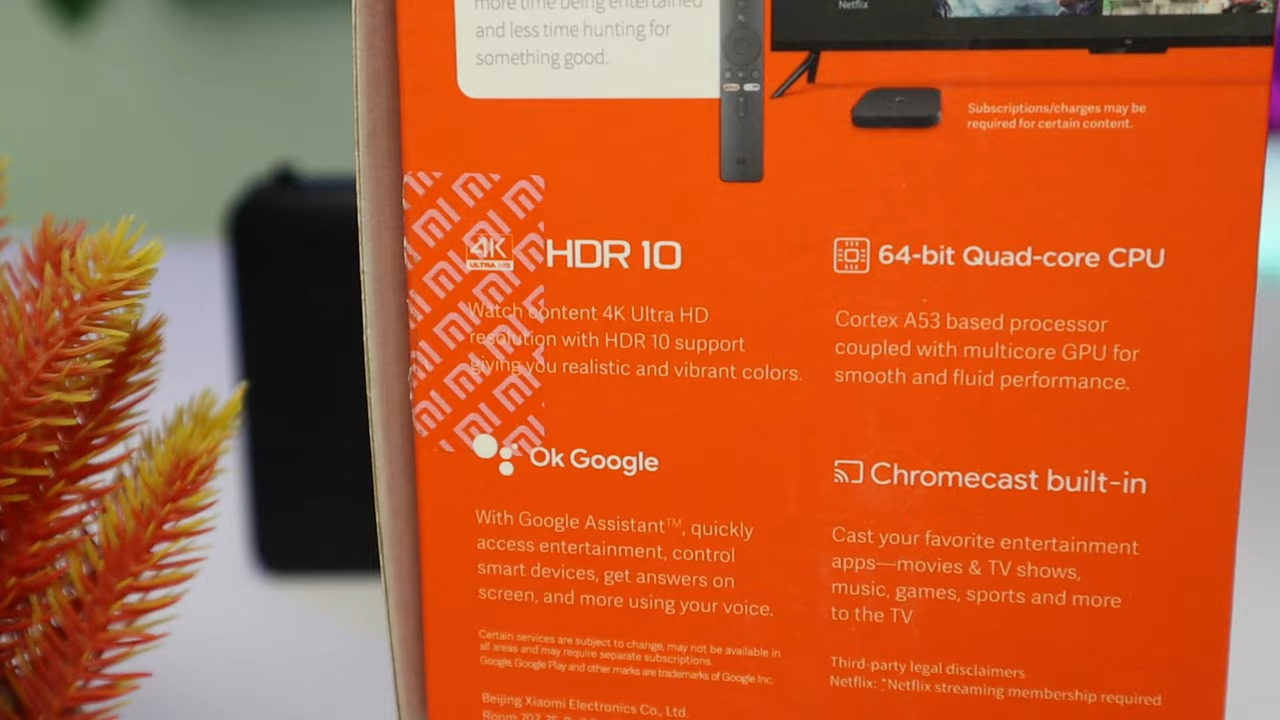 more time being entertained
and less time hunting for
something good.
Netflix
Subscriptions/charges may be
required for certain content.
4K
ULTRA HD
HDR 10
Watch content 4K Ultra HD
resolution with HDR 10 support
giving you realistic and vibrant colors.
64-bit Quad-core CPU
Cortex A53 based processor
coupled with multicore GPU for
smooth and fluid performance.
Ok Google
With Google Assistant™, quickly
access entertainment, control
smart devices, get answers on
screen, and more using your voice.
Chromecast built-in
Cast your favorite entertainment
apps—movies & TV shows,
music, games, sports and more
to the TV
Certain services are subject to change, may not be available in
all areas and may require separate subscriptions.
Google, Google Play and other marks are trademarks of Google Inc.
Third-party legal disclaimers
Netflix: *Netflix streaming membership required
Beijing Xiaomi Electronics Co., Ltd.
Room 707,